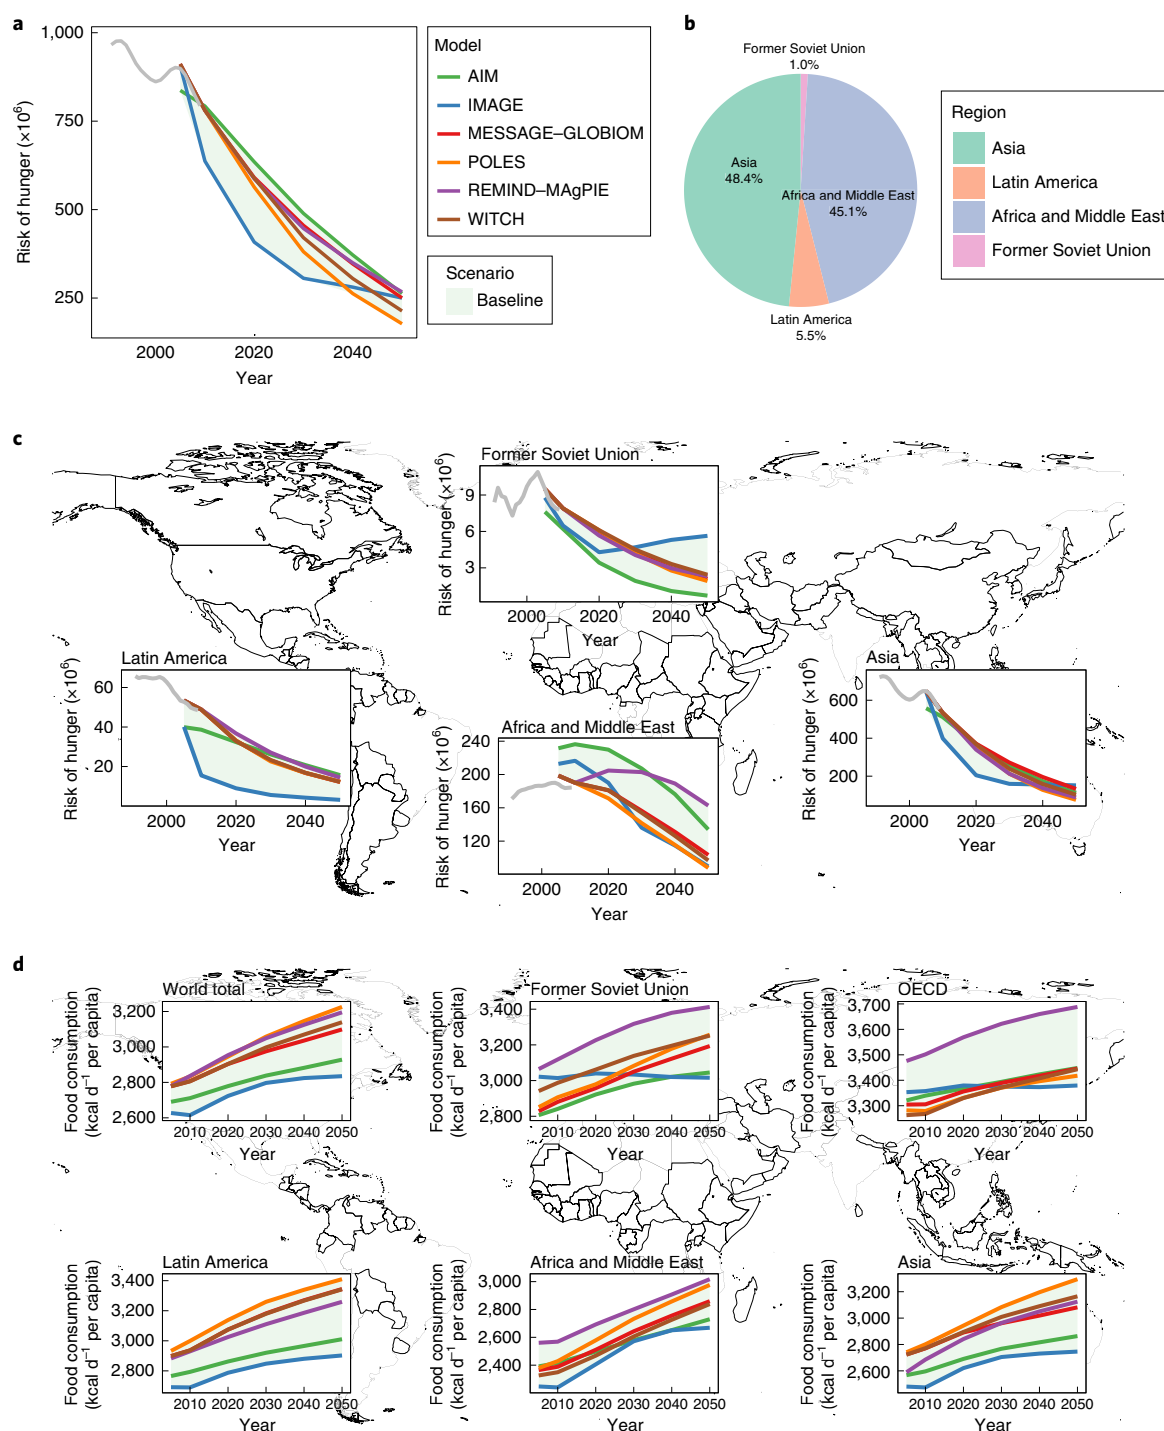 a
1,000
750
500
250
Risk of hunger (×10⁶)
2000 2020 2040
Year
Model
AIM
IMAGE
MESSAGE–GLOBIOM
POLES
REMIND–MAgPIE
WITCH
Scenario
Baseline
b
Former Soviet Union
1.0%
Asia
48.4%
Africa and Middle East
45.1%
Latin America
5.5%
Region
Asia
Latin America
Africa and Middle East
Former Soviet Union
c
Former Soviet Union
Risk of hunger (×10⁶)
9
6
3
2000 2020 2040
Year
Latin America
Risk of hunger (×10⁶)
60
40
20
2000 2020 2040
Year
Africa and Middle East
Risk of hunger (×10⁶)
240
200
160
120
2000 2020 2040
Year
Asia
Risk of hunger (×10⁶)
600
400
200
2000 2020 2040
Year
d
World total
Food consumption
(kcal d⁻¹ per capita)
3,200
3,000
2,800
2,600
2010 2020 2030 2040 2050
Year
Former Soviet Union
Food consumption
(kcal d⁻¹ per capita)
3,400
3,200
3,000
2,800
2010 2020 2030 2040 2050
Year
OECD
Food consumption
(kcal d⁻¹ per capita)
3,700
3,600
3,500
3,400
3,300
2010 2020 2030 2040 2050
Year
Latin America
Food consumption
(kcal d⁻¹ per capita)
3,400
3,200
3,000
2,800
2010 2020 2030 2040 2050
Year
Africa and Middle East
Food consumption
(kcal d⁻¹ per capita)
3,000
2,800
2,600
2,400
2010 2020 2030 2040 2050
Year
Asia
Food consumption
(kcal d⁻¹ per capita)
3,200
3,000
2,800
2,600
2010 2020 2030 2040 2050
Year